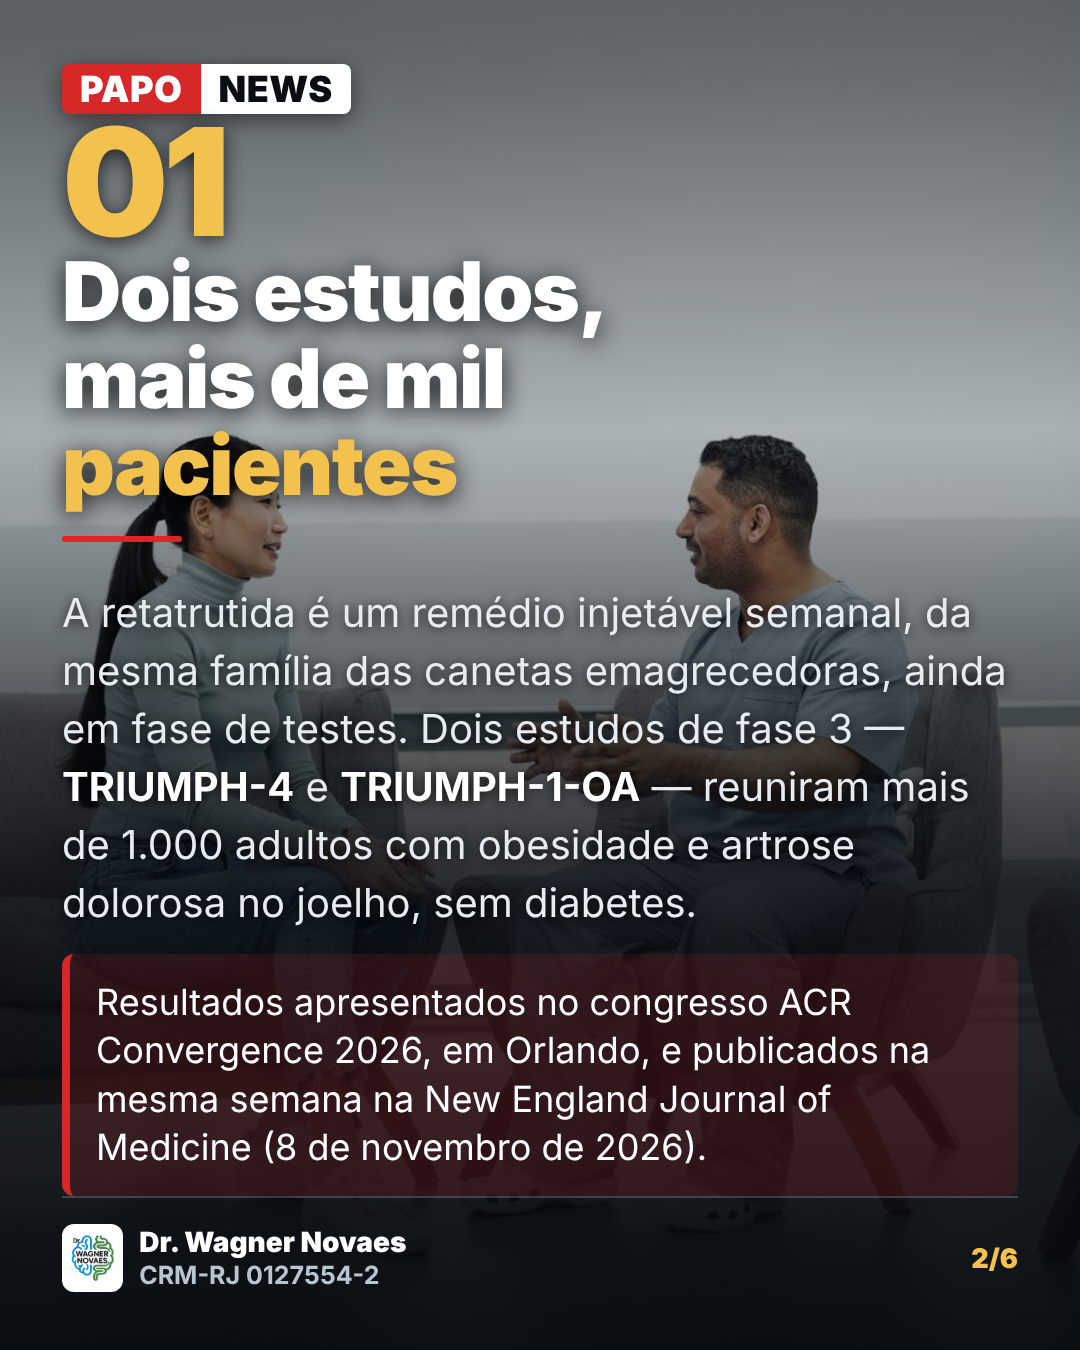 PAPO NEWS
01
Dois estudos,
mais de mil
pacientes
A retatrutida é um remédio injetável semanal, da
mesma família das canetas emagrecedoras, ainda
em fase de testes. Dois estudos de fase 3 —
TRIUMPH-4 e TRIUMPH-1-OA — reuniram mais
de 1.000 adultos com obesidade e artrose
dolorosa no joelho, sem diabetes.
Resultados apresentados no congresso ACR
Convergence 2026, em Orlando, e publicados na
mesma semana na New England Journal of
Medicine (8 de novembro de 2026).
Dr.
WAGNER
NOVAES
Dr. Wagner Novaes
CRM-RJ 0127554-2
2/6